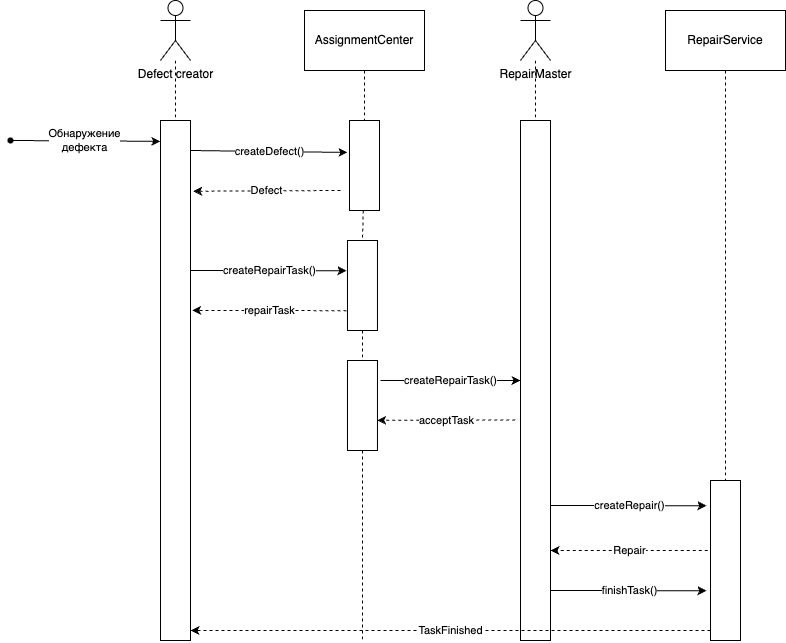 Defect creator
AssignmentCenter
RepairMaster
RepairService
Обнаружение
дефекта
createDefect()
Defect
createRepairTask()
repairTask
createRepairTask()
acceptTask
createRepair()
Repair
finishTask()
TaskFinished